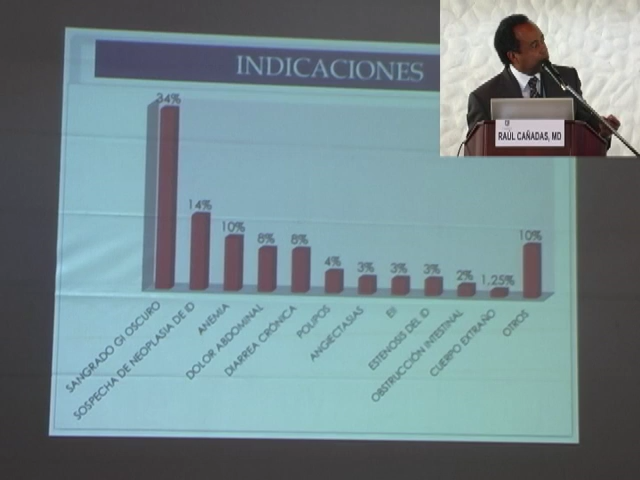 INDICACIONES
34%
14%
10%
8%
8%
4%
3%
3%
3%
2%
1,25%
10%
SANGRADO GI OSCURO
SOSPECHA DE NEOPLASIA DE ID
ANEMIA
DOLOR ABDOMINAL
DIARREA CRÓNICA
POLIPOS
ANGIECTASIAS
EII
ESTENOSIS DEL ID
OBSTRUCCIÓN INTESTINAL
CUERPO EXTRAÑO
OTROS
RAÚL CAÑADAS, MD